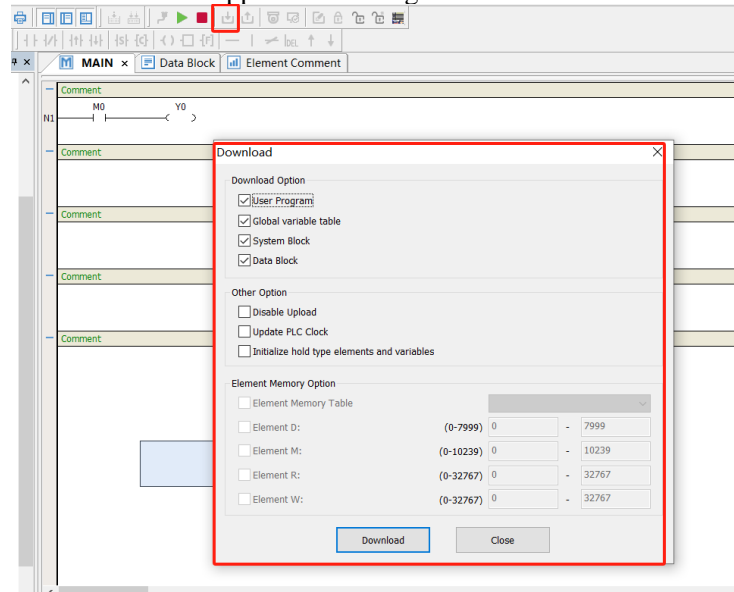 MAIN × Data Block Element Comment
Comment
M0 Y0
N1
Comment
Comment
Comment
Comment
Download
Download Option
User Program
Global variable table
System Block
Data Block
Other Option
Disable Upload
Update PLC Clock
Initialize hold type elements and variables
Element Memory Option
Element Memory Table
Element D: (0-7999) 0 - 7999
Element M: (0-10239) 0 - 10239
Element R: (0-32767) 0 - 32767
Element W: (0-32767) 0 - 32767
Download Close